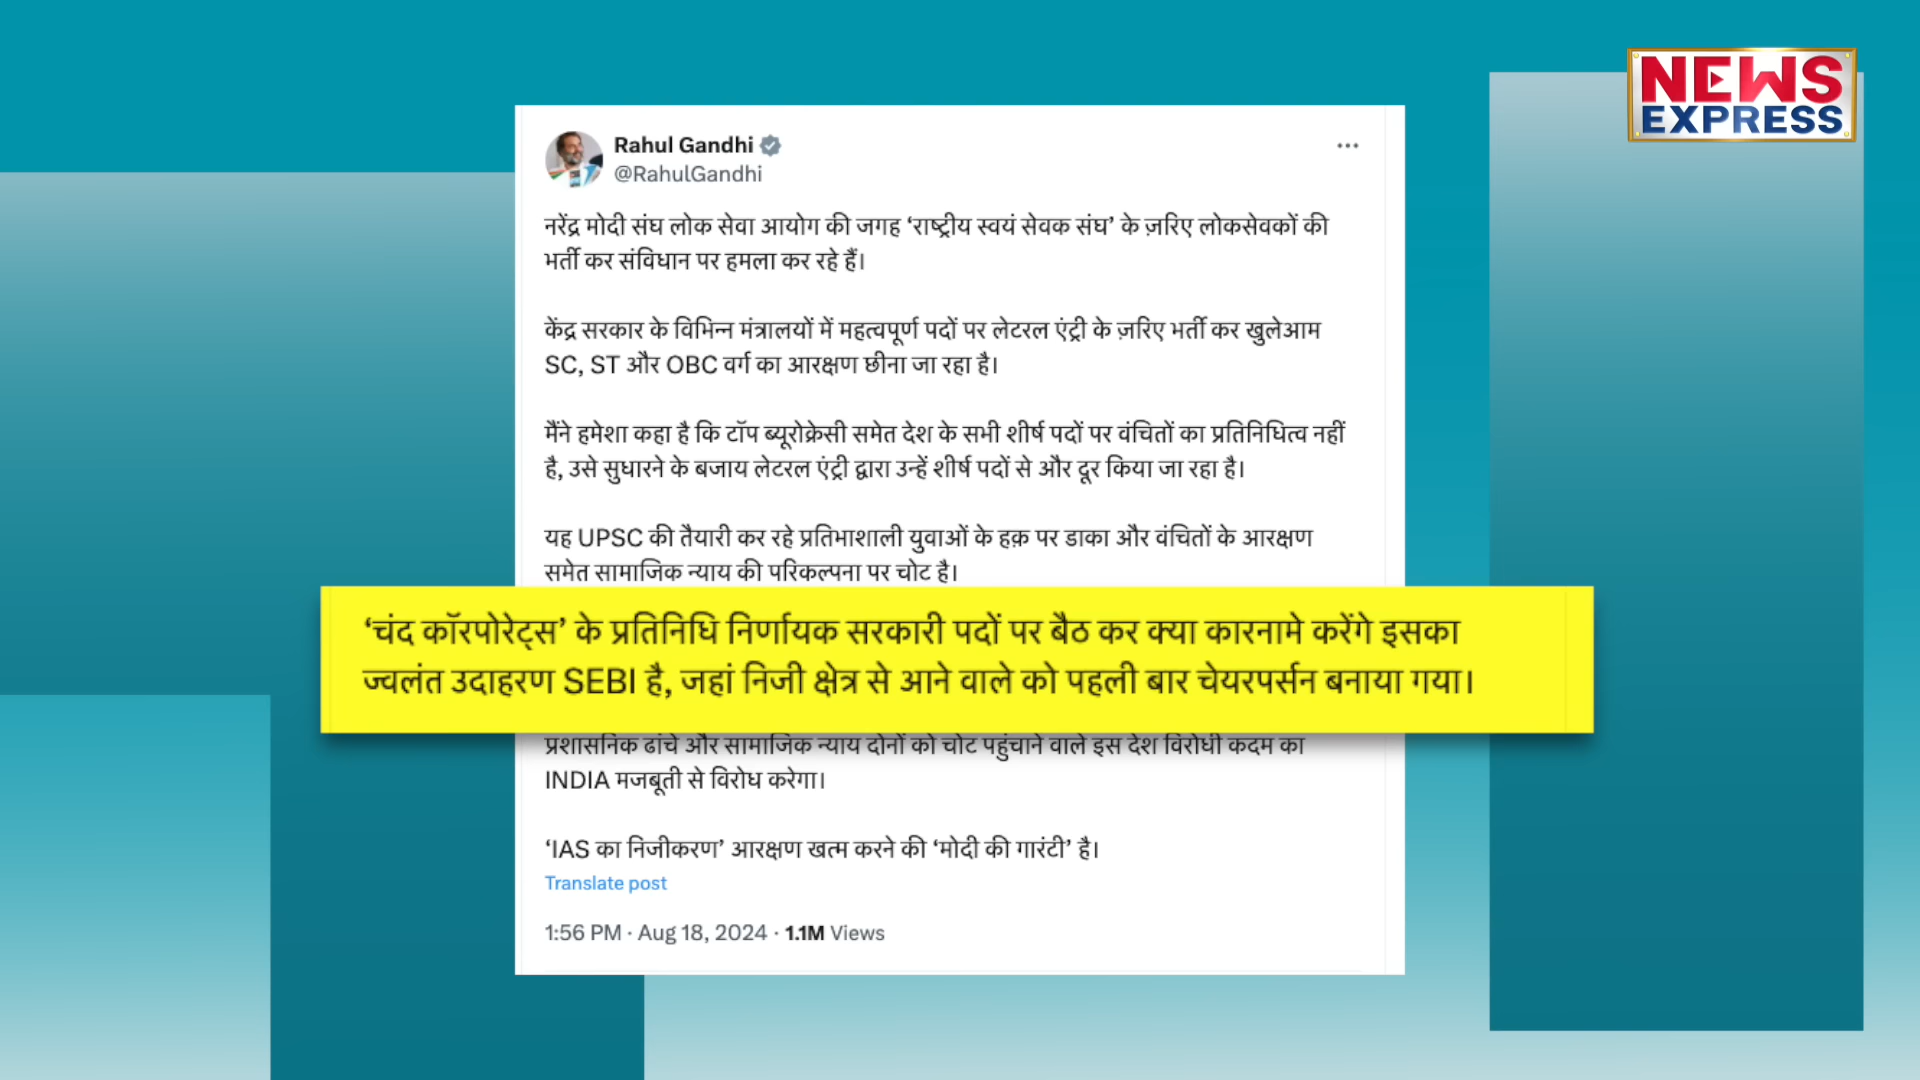 NEWS
EXPRESS
Rahul Gandhi
@RahulGandhi
नरेंद्र मोदी संघ लोक सेवा आयोग की जगह ‘राष्ट्रीय स्वयं सेवक संघ’ के ज़रिए लोकसेवकों की
भर्ती कर संविधान पर हमला कर रहे हैं।
केंद्र सरकार के विभिन्न मंत्रालयों में महत्वपूर्ण पदों पर लेटरल एंट्री के ज़रिए भर्ती कर खुलेआम
SC, ST और OBC वर्ग का आरक्षण छीना जा रहा है।
मैंने हमेशा कहा है कि टॉप ब्यूरोक्रेसी समेत देश के सभी शीर्ष पदों पर वंचितों का प्रतिनिधित्व नहीं
है, उसे सुधारने के बजाय लेटरल एंट्री द्वारा उन्हें शीर्ष पदों से और दूर किया जा रहा है।
यह UPSC की तैयारी कर रहे प्रतिभाशाली युवाओं के हक़ पर डाका और वंचितों के आरक्षण
समेत सामाजिक न्याय की परिकल्पना पर चोट है।
‘चंद कॉरपोरेट्स’ के प्रतिनिधि निर्णायक सरकारी पदों पर बैठ कर क्या कारनामे करेंगे इसका
ज्वलंत उदाहरण SEBI है, जहां निजी क्षेत्र से आने वाले को पहली बार चेयरपर्सन बनाया गया।
प्रशासनिक ढांचे और सामाजिक न्याय दोनों को चोट पहुंचाने वाले इस देश विरोधी कदम का
INDIA मजबूती से विरोध करेगा।
‘IAS का निजीकरण’ आरक्षण खत्म करने की ‘मोदी की गारंटी’ है।
Translate post
1:56 PM · Aug 18, 2024 · 1.1M Views